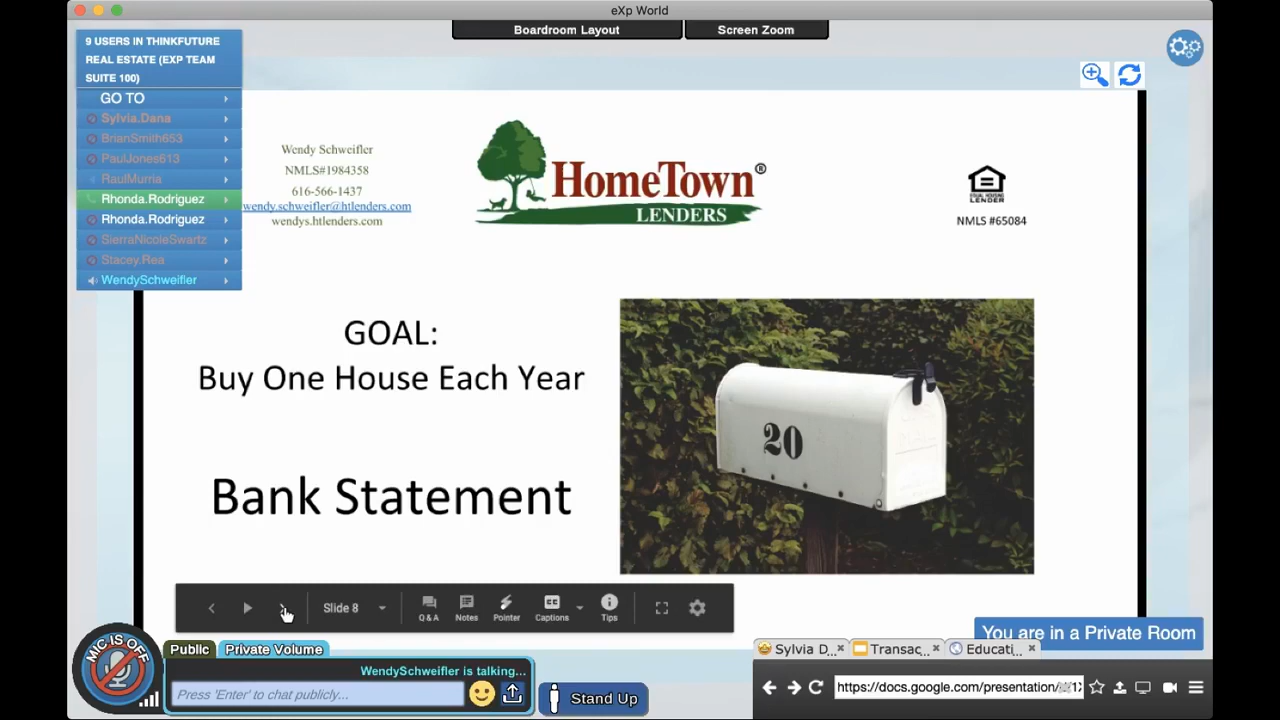 eXp World
Boardroom Layout
Screen Zoom
9 USERS IN THINKFUTURE
REAL ESTATE (EXP TEAM
SUITE 100)
GO TO
Sylvia.Dana
BrianSmith653
PaulJones613
RaulMurria
Rhonda.Rodriguez
Rhonda.Rodriguez
SierraNicoleSwartz
Stacey.Rea
WendySchweifler
Wendy Schweifler
NMLS#1984358
616-566-1437
wendy.schweifler@htlenders.com
wendys.htlenders.com
HomeTown®
LENDERS
EQUAL HOUSING
LENDER
NMLS #65084
GOAL:
Buy One House Each Year
Bank Statement
20
Slide 8
Q & A
Notes
Pointer
CC
Captions
Tips
You are in a Private Room
MIC IS OFF
Public
Private Volume
WendySchweifler is talking...
Press 'Enter' to chat publicly...
Stand Up
Sylvia D...
Transac...
Educati...
https://docs.google.com/presentation/